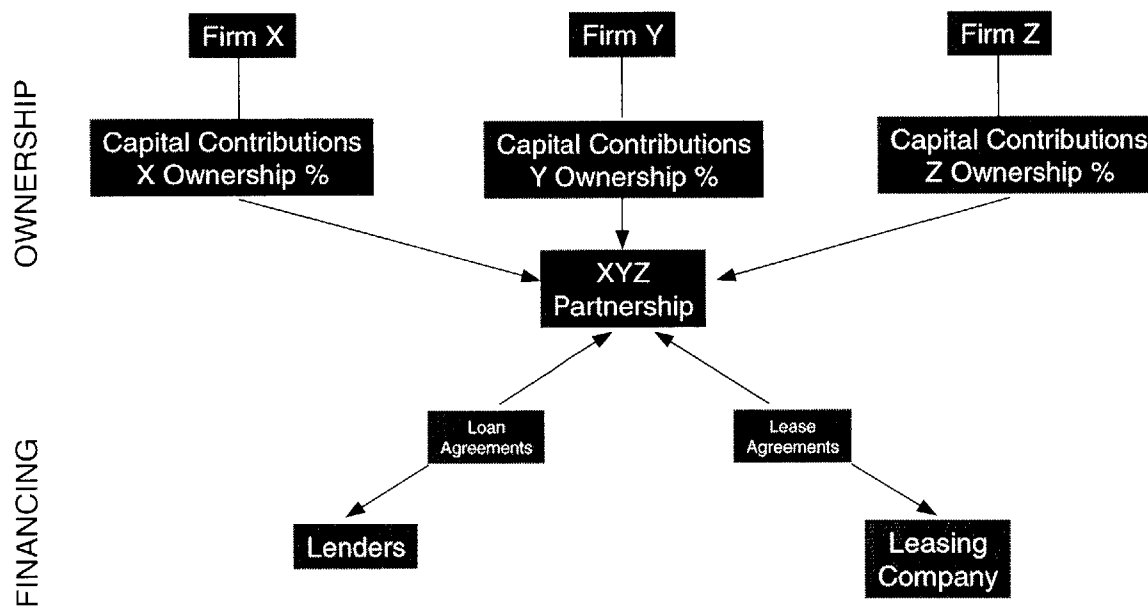 OWNERSHIP
Firm X
Firm Y
Firm Z
Capital Contributions
X Ownership %
Capital Contributions
Y Ownership %
Capital Contributions
Z Ownership %
XYZ
Partnership
FINANCING
Loan
Agreements
Lease
Agreements
Lenders
Leasing
Company